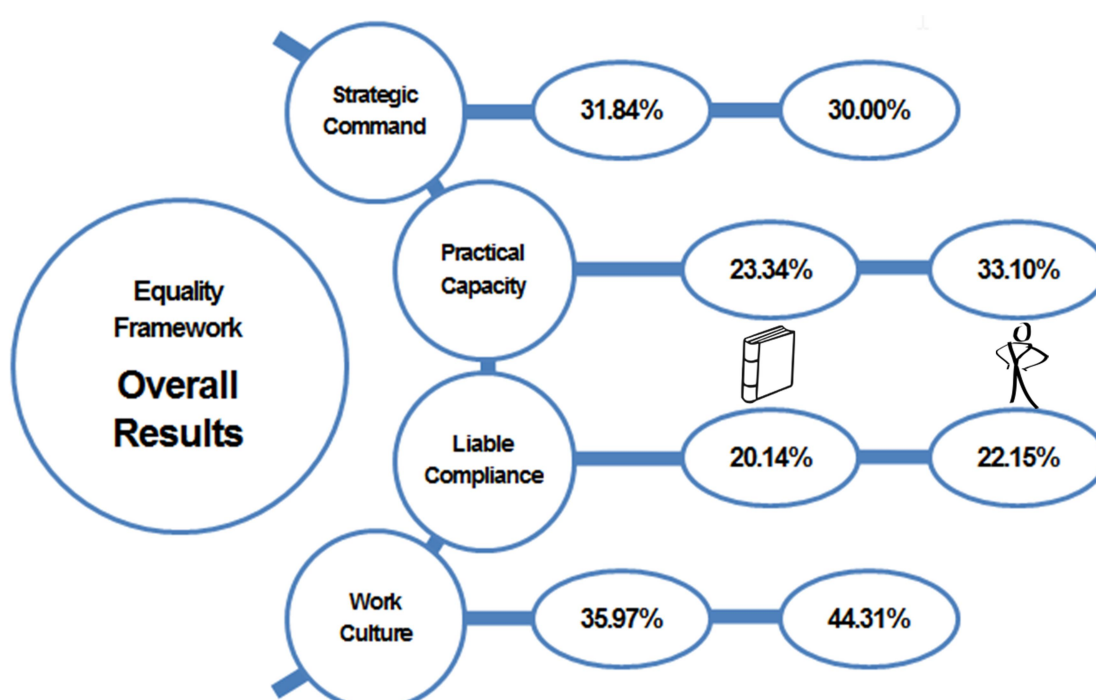 Strategic
Command
31.84%
30.00%
Practical
Capacity
23.34%
33.10%
Equality
Framework
Overall
Results
Liable
Compliance
20.14%
22.15%
Work
Culture
35.97%
44.31%